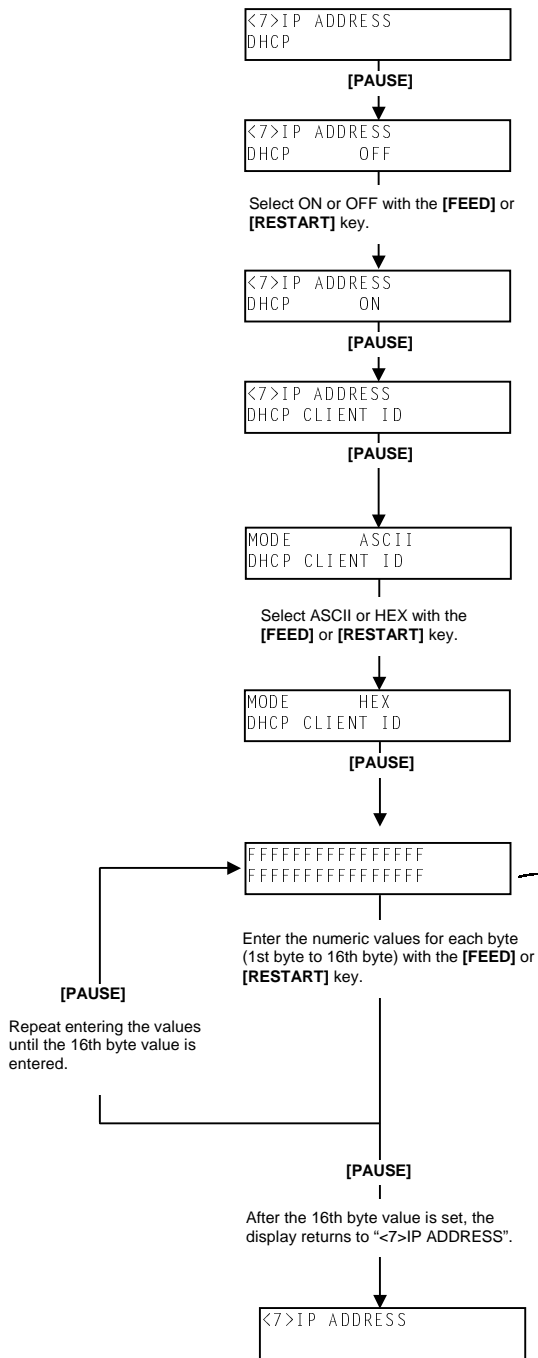 <7>IP ADDRESS
DHCP
[PAUSE]
<7>IP ADDRESS
DHCP OFF
Select ON or OFF with the [FEED] or
[RESTART] key.
<7>IP ADDRESS
DHCP ON
[PAUSE]
<7>IP ADDRESS
DHCP CLIENT ID
[PAUSE]
MODE ASCII
DHCP CLIENT ID
Select ASCII or HEX with the
[FEED] or [RESTART] key.
MODE HEX
DHCP CLIENT ID
[PAUSE]
FFFFFFFFFFFFFFFF
FFFFFFFFFFFFFFFF
Enter the numeric values for each byte
(1st byte to 16th byte) with the [FEED] or
[RESTART] key.
[PAUSE]
Repeat entering the values
until the 16th byte value is
entered.
[PAUSE]
After the 16th byte value is set, the
display returns to “<7>IP ADDRESS”.
<7>IP ADDRESS